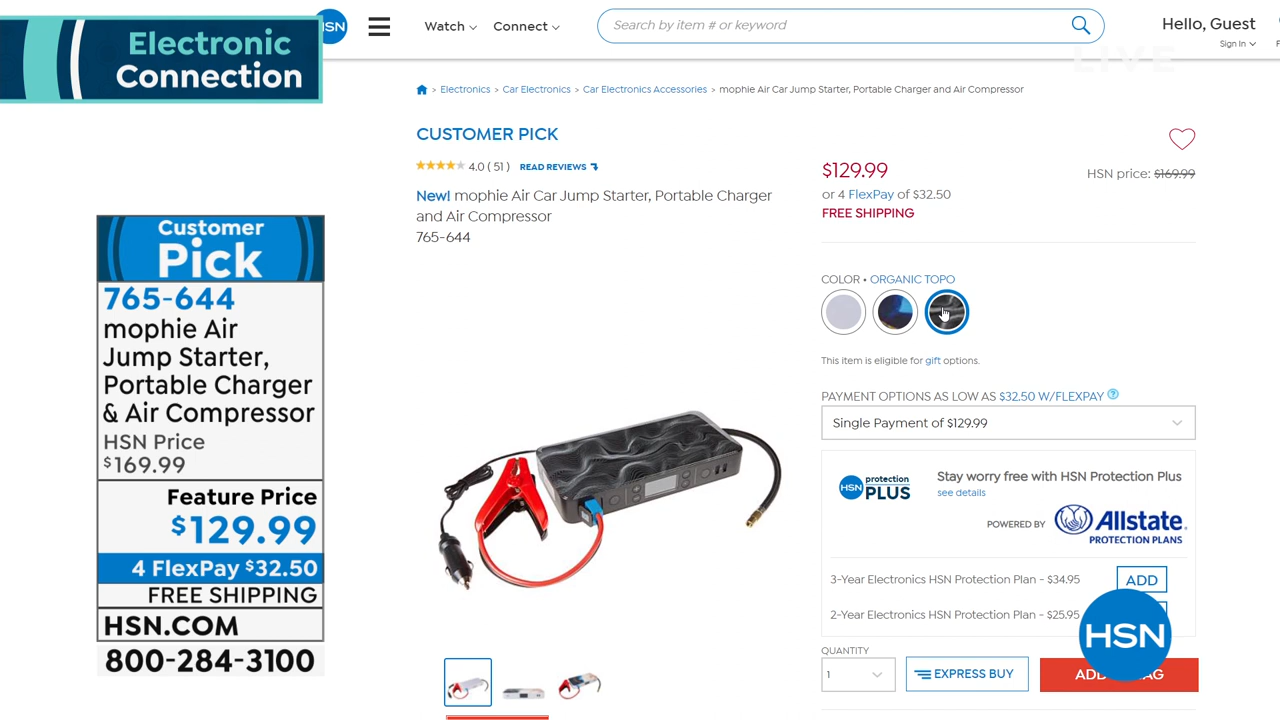 Electronic
Connection
HSN
Watch
Connect
Search by item # or keyword
Hello, Guest
Sign In
LIVE
Electronics > Car Electronics > Car Electronics Accessories > mophie Air Car Jump Starter, Portable Charger and Air Compressor
CUSTOMER PICK
4.0 ( 51 ) READ REVIEWS
New! mophie Air Car Jump Starter, Portable Charger
and Air Compressor
765-644
$129.99
HSN price: $169.99
or 4 FlexPay of $32.50
FREE SHIPPING
COLOR • ORGANIC TOPO
This item is eligible for gift options.
PAYMENT OPTIONS AS LOW AS $32.50 W/FLEXPAY ?
Single Payment of $129.99
HSN protection PLUS
Stay worry free with HSN Protection Plus
see details
POWERED BY Allstate.
PROTECTION PLANS
3-Year Electronics HSN Protection Plan - $34.95
ADD
2-Year Electronics HSN Protection Plan - $25.95
HSN
QUANTITY
1
EXPRESS BUY
Customer
Pick
765-644
mophie Air
Jump Starter,
Portable Charger
& Air Compressor
HSN Price
$169.99
Feature Price
$129.99
4 FlexPay $32.50
FREE SHIPPING
HSN.COM
800-284-3100